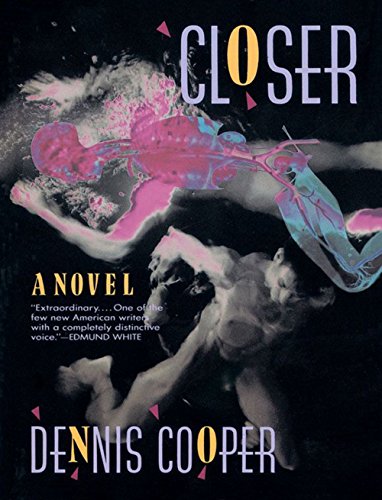 CLOSER
A NOVEL
"Extraordinary.... One of the
few new American writers
with a completely distinctive
voice."—EDMUND WHITE
DENNIS COOPER